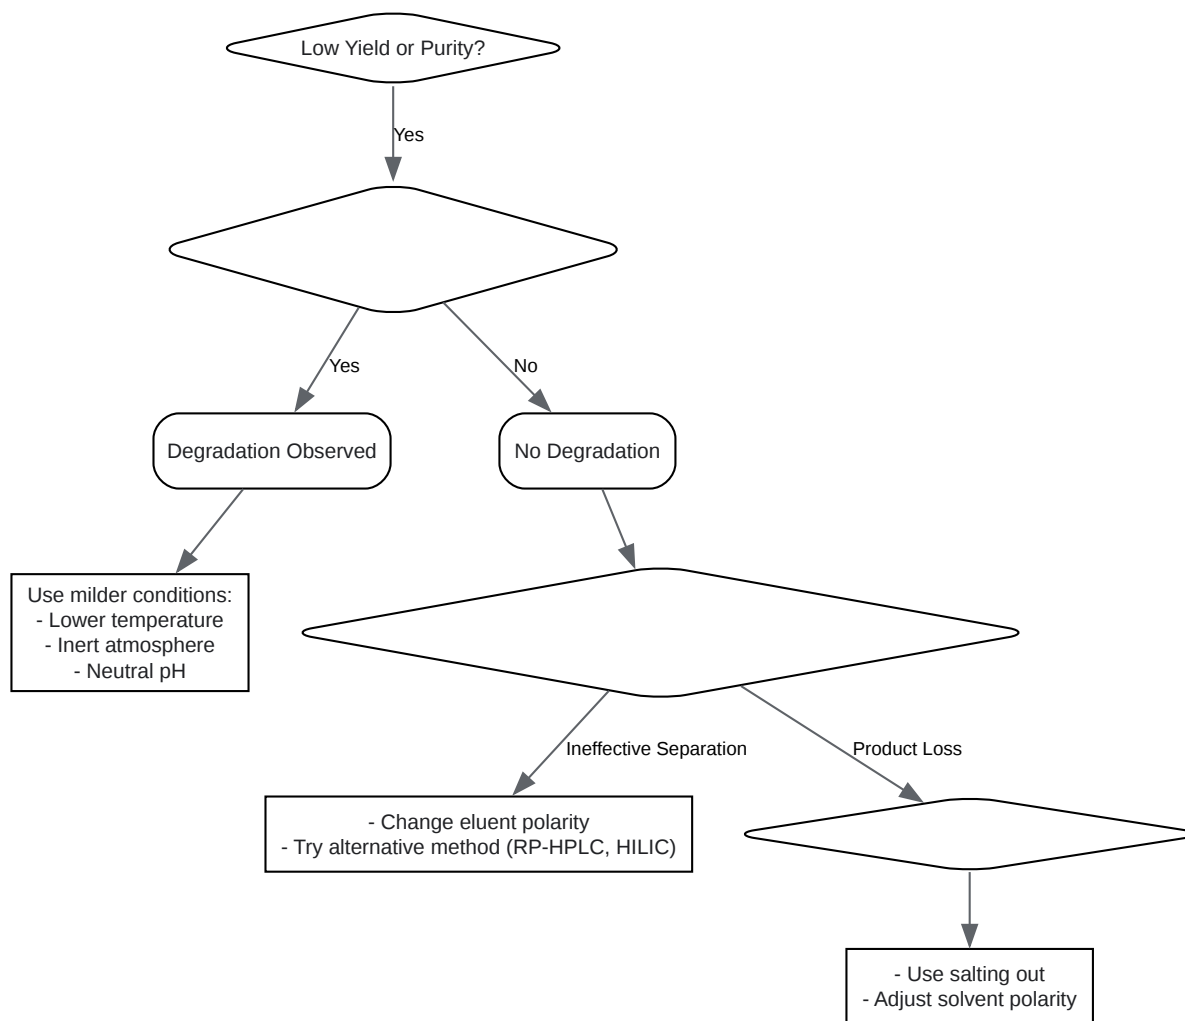 Low Yield or Purity?
Yes
Yes
No
Degradation Observed
No Degradation
Use milder conditions:
- Lower temperature
- Inert atmosphere
- Neutral pH
Ineffective Separation
Product Loss
- Change eluent polarity
- Try alternative method (RP-HPLC, HILIC)
- Use salting out
- Adjust solvent polarity